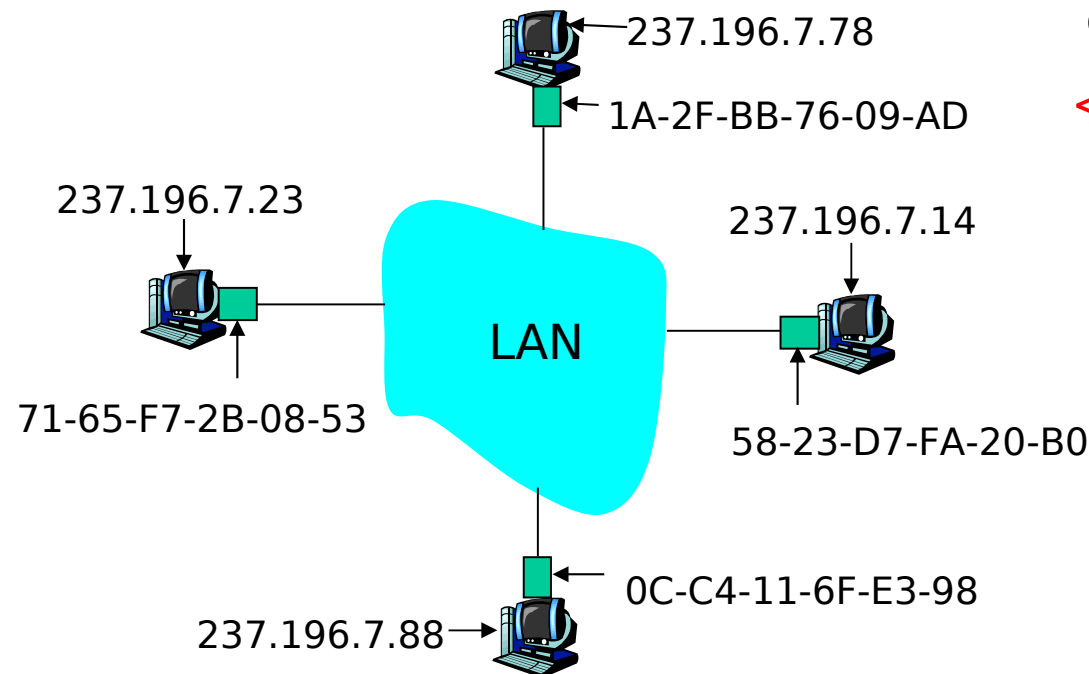 237.196.7.78
1A-2F-BB-76-09-AD
<
237.196.7.23
237.196.7.14
LAN
71-65-F7-2B-08-53
58-23-D7-FA-20-B0
0C-C4-11-6F-E3-98
237.196.7.88